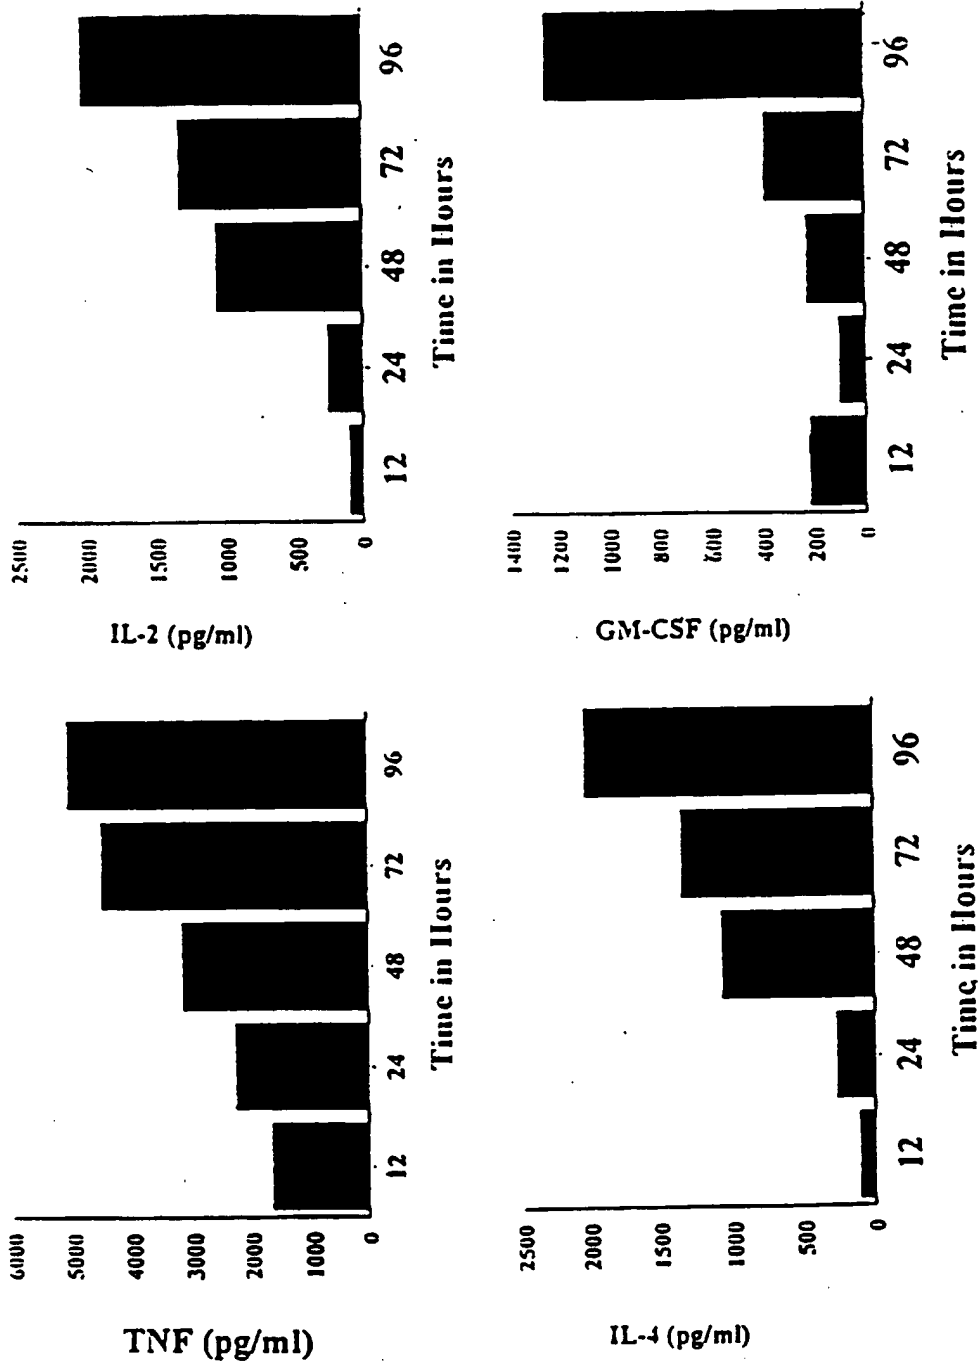 TNF (pg/ml)
6000
5000
4000
3000
2000
1000
0
12 24 48 72 96
Time in Hours
IL-2 (pg/ml)
2500
2000
1500
1000
500
0
12 24 48 72 96
Time in Hours
IL-4 (pg/ml)
2500
2000
1500
1000
500
0
12 24 48 72 96
Time in Hours
GM-CSF (pg/ml)
1400
1200
1000
800
600
400
200
0
12 24 48 72 96
Time in Hours